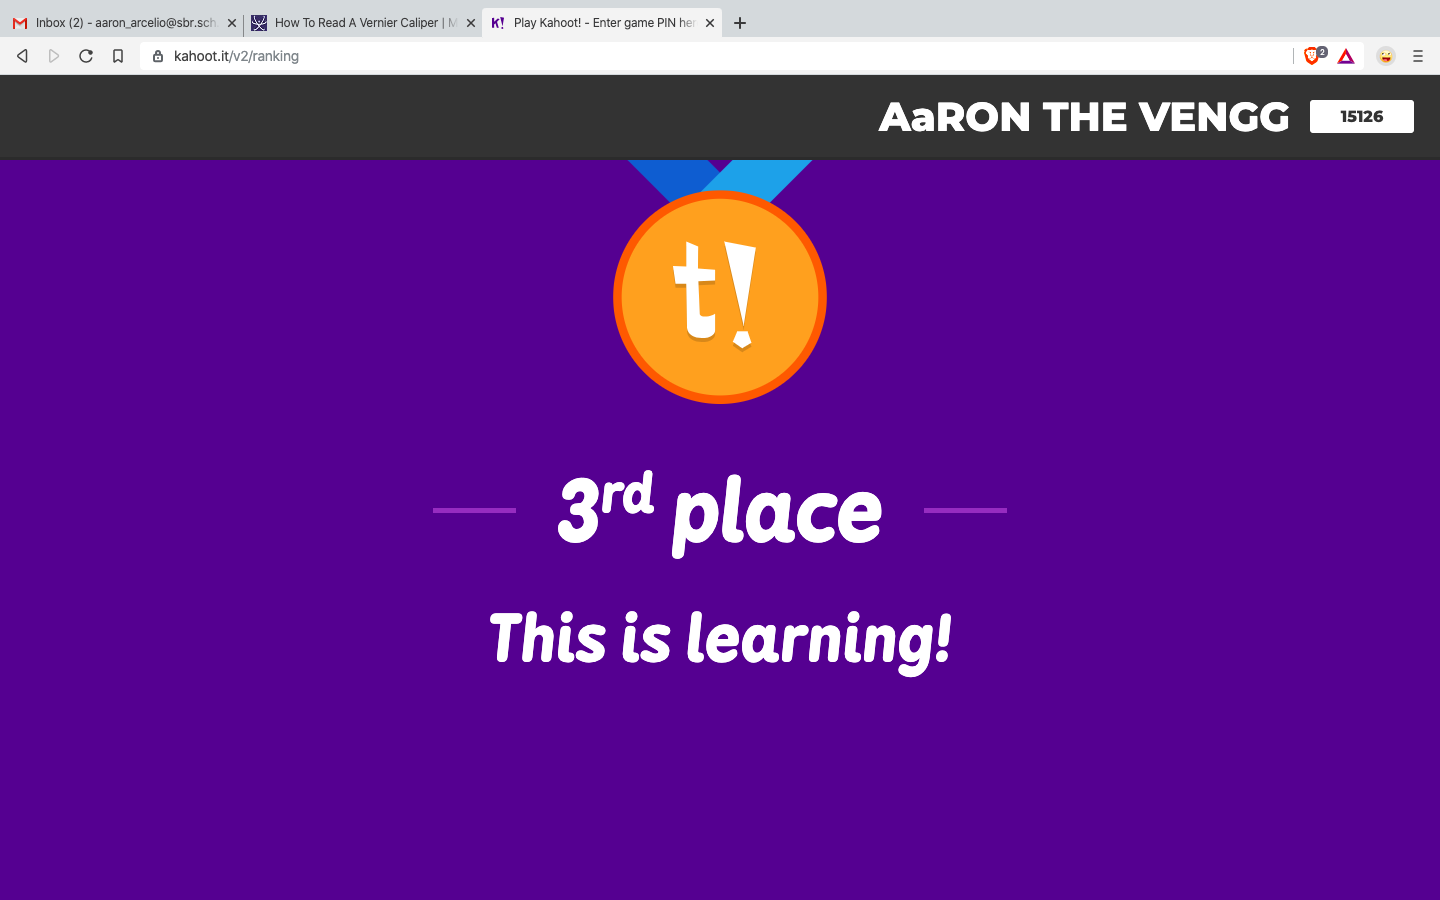 Inbox (2) - aaron_arcelio@sbr.sch
How To Read A Vernier Caliper | M
K! Play Kahoot! - Enter game PIN her
kahoot.it/v2/ranking
2
AaRON THE VENGG
15126
t!
3rd place
This is learning!